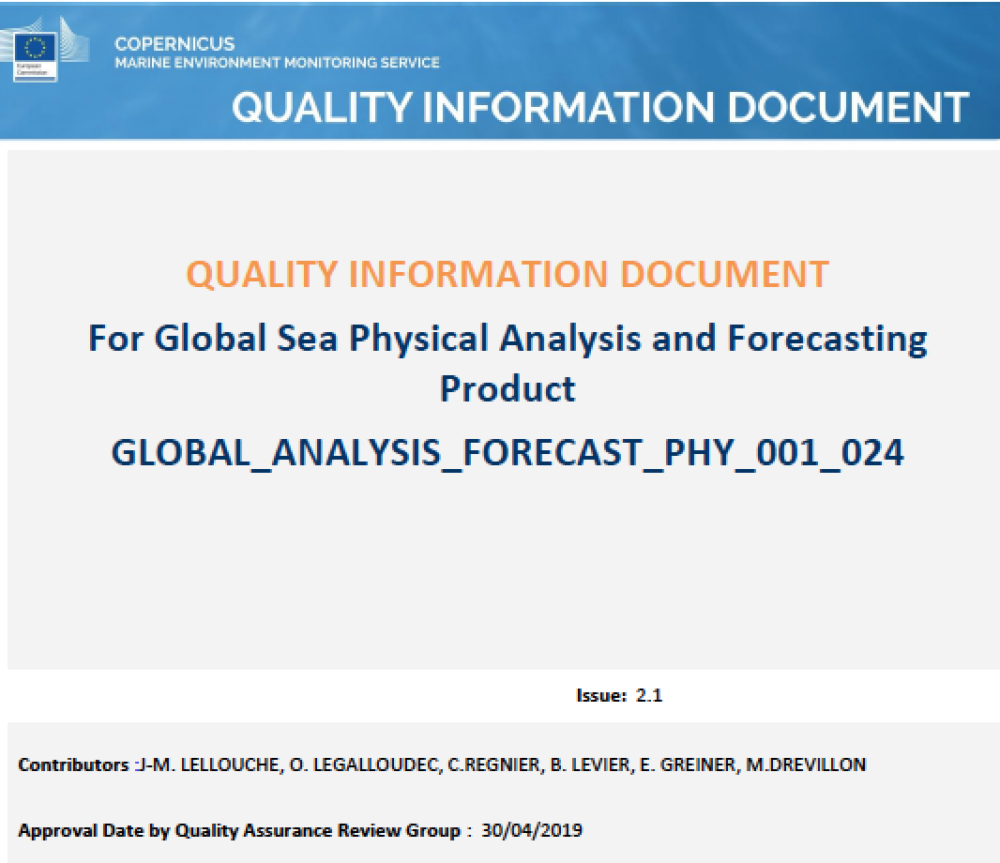 European
Commission
COPERNICUS
MARINE ENVIRONMENT MONITORING SERVICE
QUALITY INFORMATION DOCUMENT
QUALITY INFORMATION DOCUMENT
For Global Sea Physical Analysis and Forecasting
Product
GLOBAL_ANALYSIS_FORECAST_PHY_001_024
Issue: 2.1
Contributors :J-M. LELLOUCHE, O. LEGALLOUDEC, C.REGNIER, B. LEVIER, E. GREINER, M.DREVILLON
Approval Date by Quality Assurance Review Group : 30/04/2019